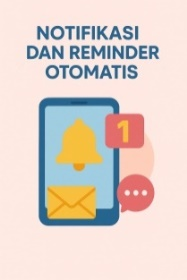 NOTIFIKASI
DAN REMINDER
OTOMATIS
1